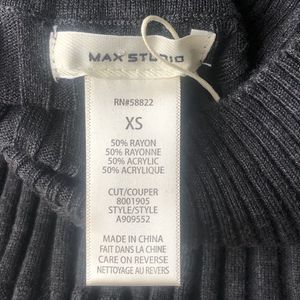 MAX STUDIO
RN#58822
XS
50% RAYON
50% RAYONNE
50% ACRYLIC
50% ACRYLIQUE
CUT/COUPER
8001905
STYLE/STYLE
A909552
MADE IN CHINA
FAIT DANS LA CHINE
CARE ON REVERSE
NETTOYAGE AU REVERS